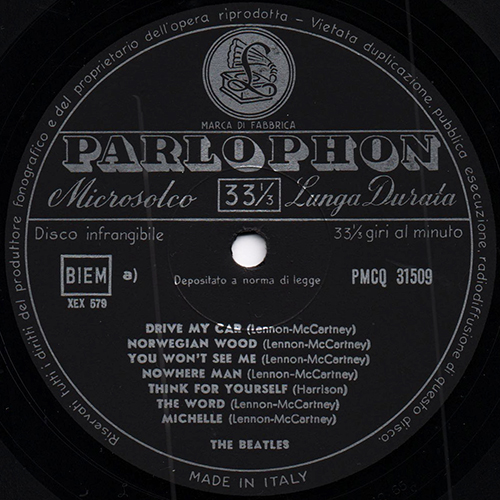 Riservati tutti i diritti del produttore fonografico e del proprietario dell'opera riprodotta - Vietata duplicazione, pubblica esecuzione, radiodiffusione di questo disco.
£
MARCA DI FABBRICA
PARLOPHON
Microsolco 33 1/3 Lunga Durata
Disco infrangibile 33 1/3 giri al minuto
BIEM a) Depositato a norma di legge PMCQ 31509
XEX 579
DRIVE MY CAR (Lennon-McCartney)
NORWEGIAN WOOD (Lennon-McCartney)
YOU WON'T SEE ME (Lennon-McCartney)
NOWHERE MAN (Lennon-McCartney)
THINK FOR YOURSELF (Harrison)
THE WORD (Lennon-McCartney)
MICHELLE (Lennon-McCartney)
THE BEATLES
MADE IN ITALY